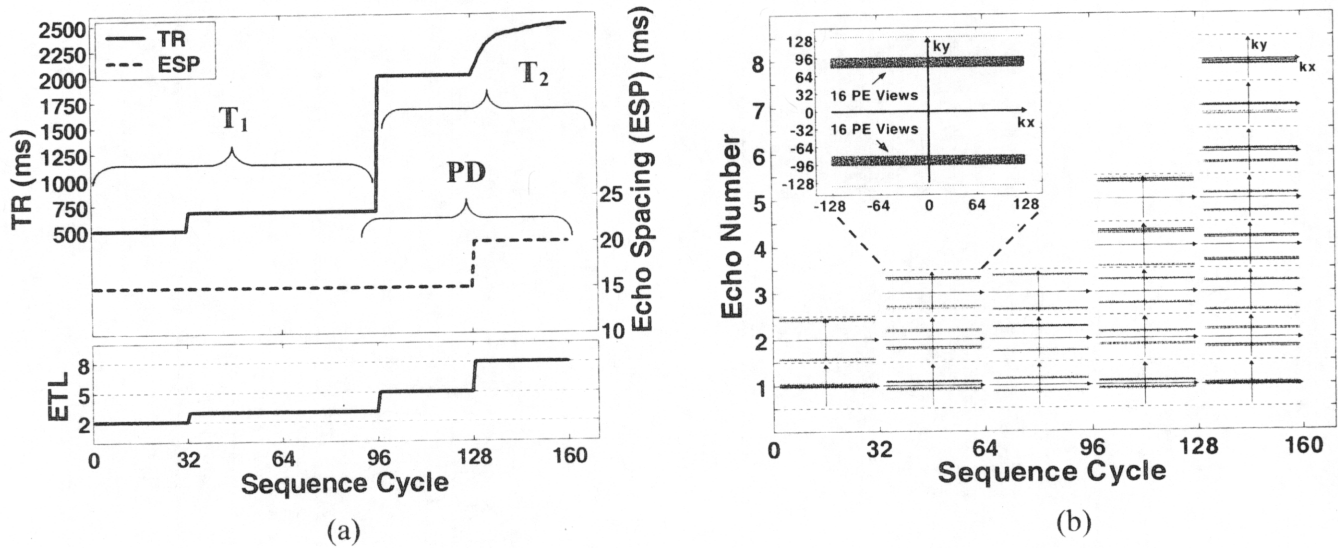 TR
ESP
TR (ms)
2500
2250
2000
1750
1500
1250
1000
750
500
T1
T2
PD
Echo Spacing (ESP) (ms)
25
20
15
10
ETL
8
5
2
0 32 64 96 128 160
Sequence Cycle
(a)
Echo Number
8
7
6
5
4
3
2
1
128
96
64
32
0
-32
-64
-96
-128
ky
16 PE Views
kx
16 PE Views
-128 -64 0 64 128
ky
kx
0 32 64 96 128 160
Sequence Cycle
(b)